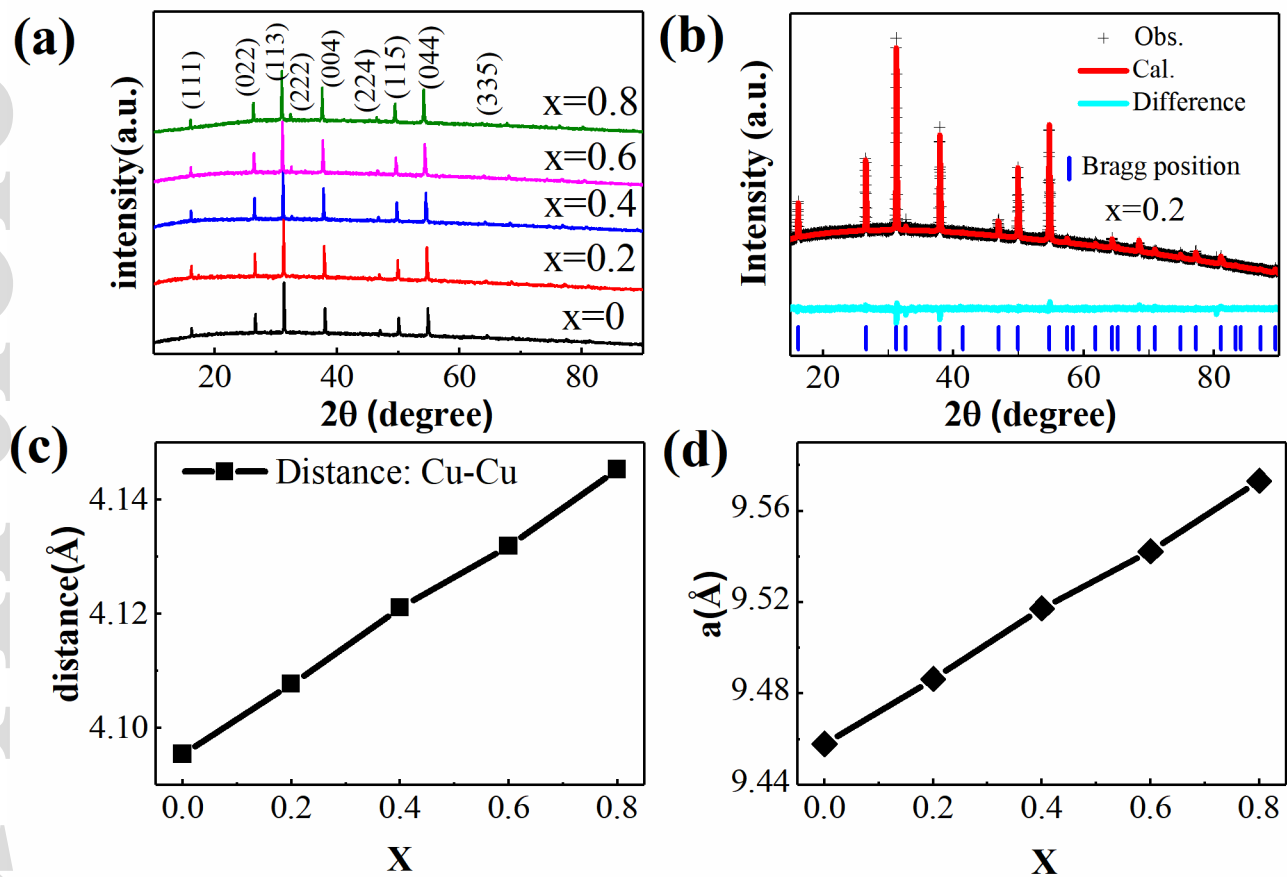 (a)
(111)
(022)
(113)
(222)
(004)
(224)
(115)
(044)
(335)
x=0.8
x=0.6
x=0.4
x=0.2
x=0
intensity(a.u.)
20 40 60 80
2θ (degree)
(b)
Obs.
Cal.
Difference
Bragg position
x=0.2
Intensity (a.u.)
20 40 60 80
2θ (degree)
(c)
Distance: Cu-Cu
4.14
4.12
4.10
distance(Å)
0.0 0.2 0.4 0.6 0.8
X
(d)
9.56
9.52
9.48
9.44
a(Å)
0.0 0.2 0.4 0.6 0.8
X